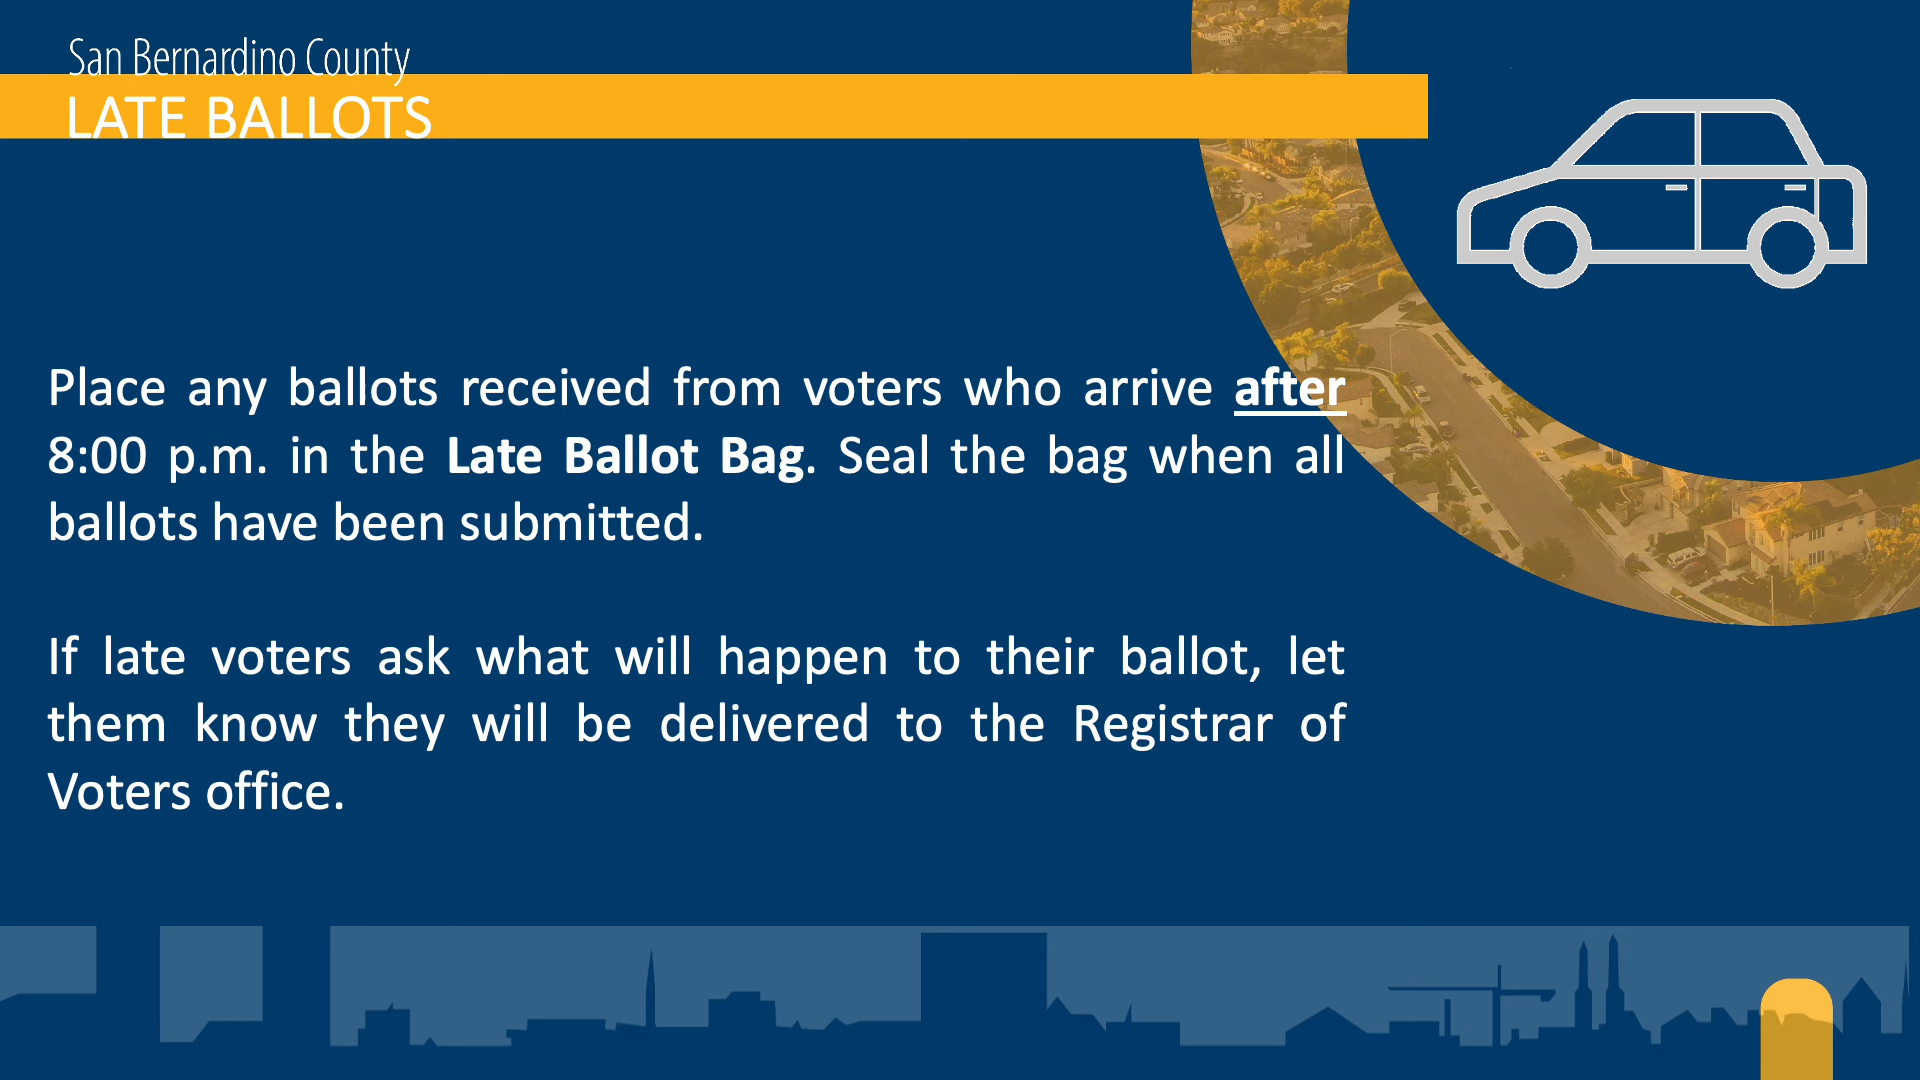 San Bernardino County
LATE BALLOTS
Place any ballots received from voters who arrive after
8:00 p.m. in the Late Ballot Bag. Seal the bag when all
ballots have been submitted.
If late voters ask what will happen to their ballot, let
them know they will be delivered to the Registrar of
Voters office.